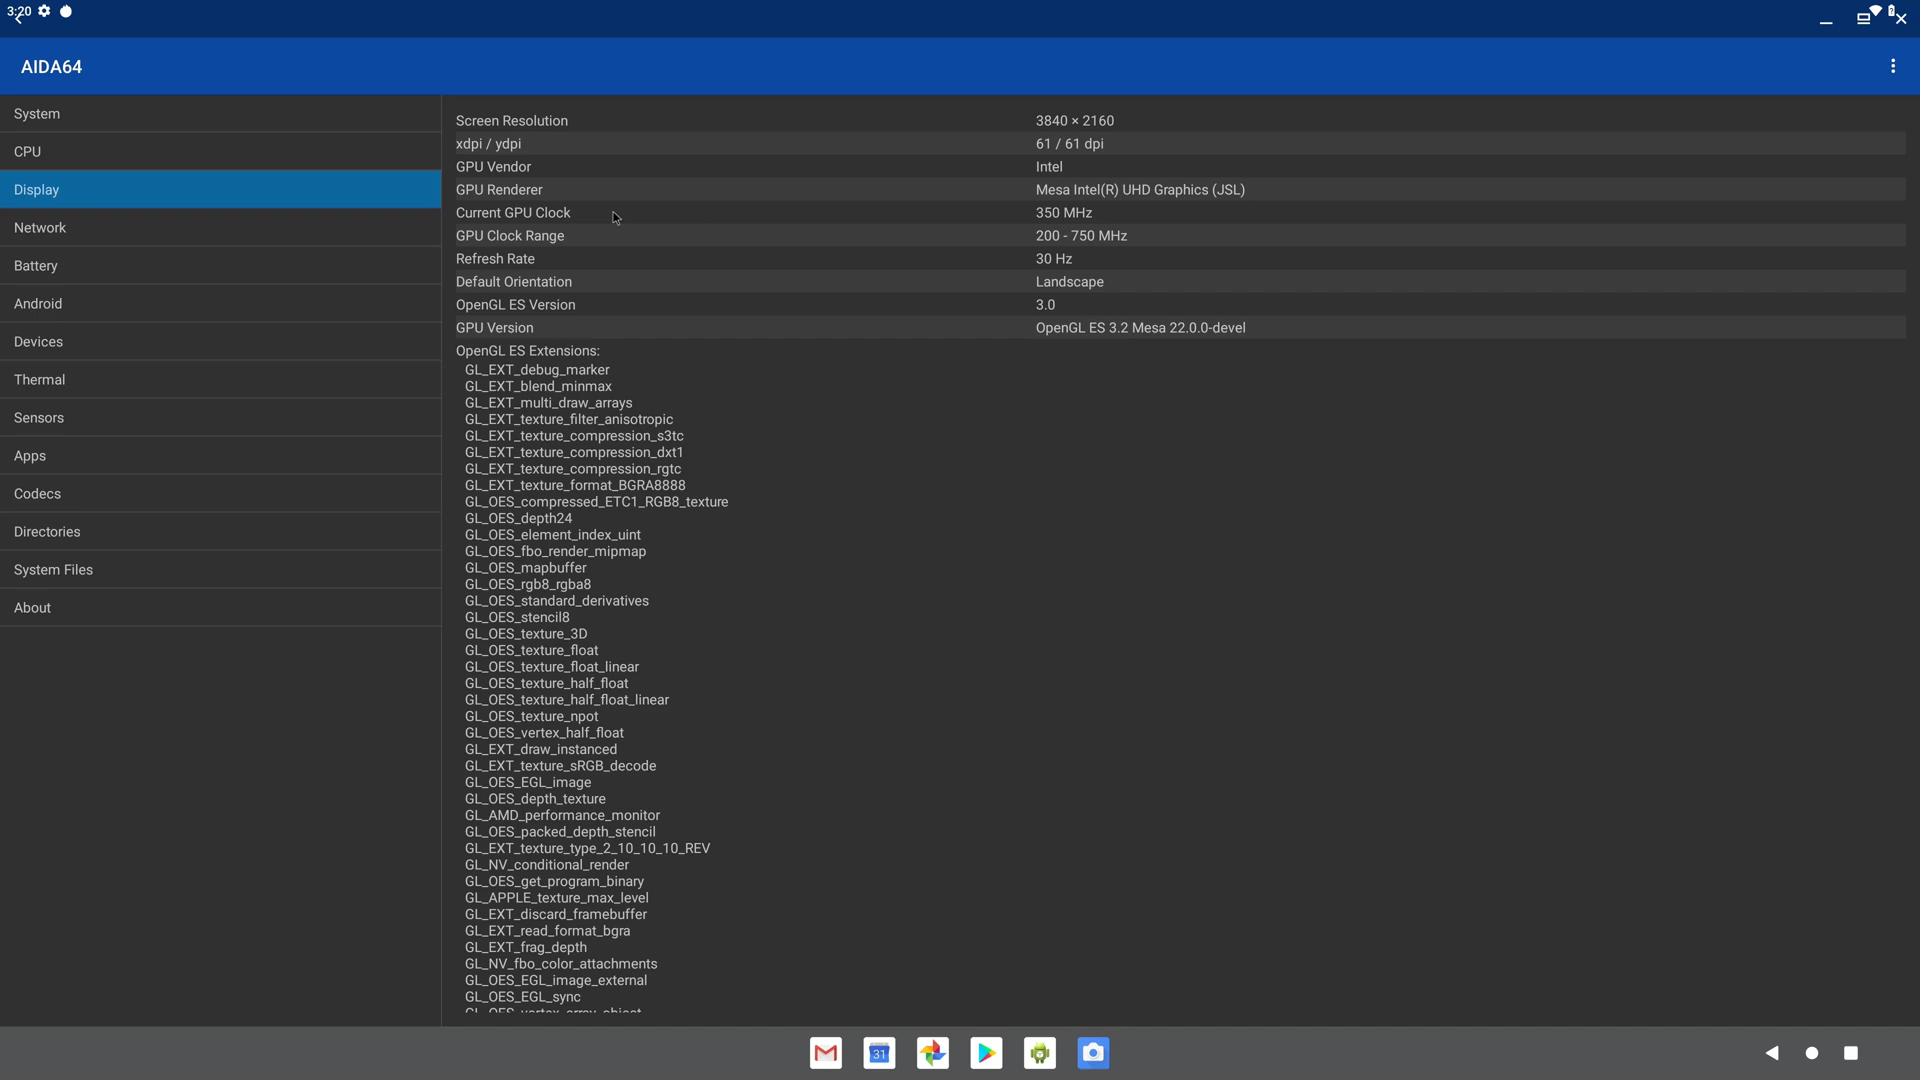 3:20
AIDA64
System
CPU
Display
Network
Battery
Android
Devices
Thermal
Sensors
Apps
Codecs
Directories
System Files
About
Screen Resolution 3840 × 2160
xdpi / ydpi 61 / 61 dpi
GPU Vendor Intel
GPU Renderer Mesa Intel(R) UHD Graphics (JSL)
Current GPU Clock 350 MHz
GPU Clock Range 200 - 750 MHz
Refresh Rate 30 Hz
Default Orientation Landscape
OpenGL ES Version 3.0
GPU Version OpenGL ES 3.2 Mesa 22.0.0-devel
OpenGL ES Extensions:
GL_EXT_debug_marker
GL_EXT_blend_minmax
GL_EXT_multi_draw_arrays
GL_EXT_texture_filter_anisotropic
GL_EXT_texture_compression_s3tc
GL_EXT_texture_compression_dxt1
GL_EXT_texture_compression_rgtc
GL_EXT_texture_format_BGRA8888
GL_OES_compressed_ETC1_RGB8_texture
GL_OES_depth24
GL_OES_element_index_uint
GL_OES_fbo_render_mipmap
GL_OES_mapbuffer
GL_OES_rgb8_rgba8
GL_OES_standard_derivatives
GL_OES_stencil8
GL_OES_texture_3D
GL_OES_texture_float
GL_OES_texture_float_linear
GL_OES_texture_half_float
GL_OES_texture_half_float_linear
GL_OES_texture_npot
GL_OES_vertex_half_float
GL_EXT_draw_instanced
GL_EXT_texture_sRGB_decode
GL_OES_EGL_image
GL_OES_depth_texture
GL_AMD_performance_monitor
GL_OES_packed_depth_stencil
GL_EXT_texture_type_2_10_10_10_REV
GL_NV_conditional_render
GL_OES_get_program_binary
GL_APPLE_texture_max_level
GL_EXT_discard_framebuffer
GL_EXT_read_format_bgra
GL_EXT_frag_depth
GL_NV_fbo_color_attachments
GL_OES_EGL_image_external
GL_OES_EGL_sync
GL_OES_vertex_array_object
31